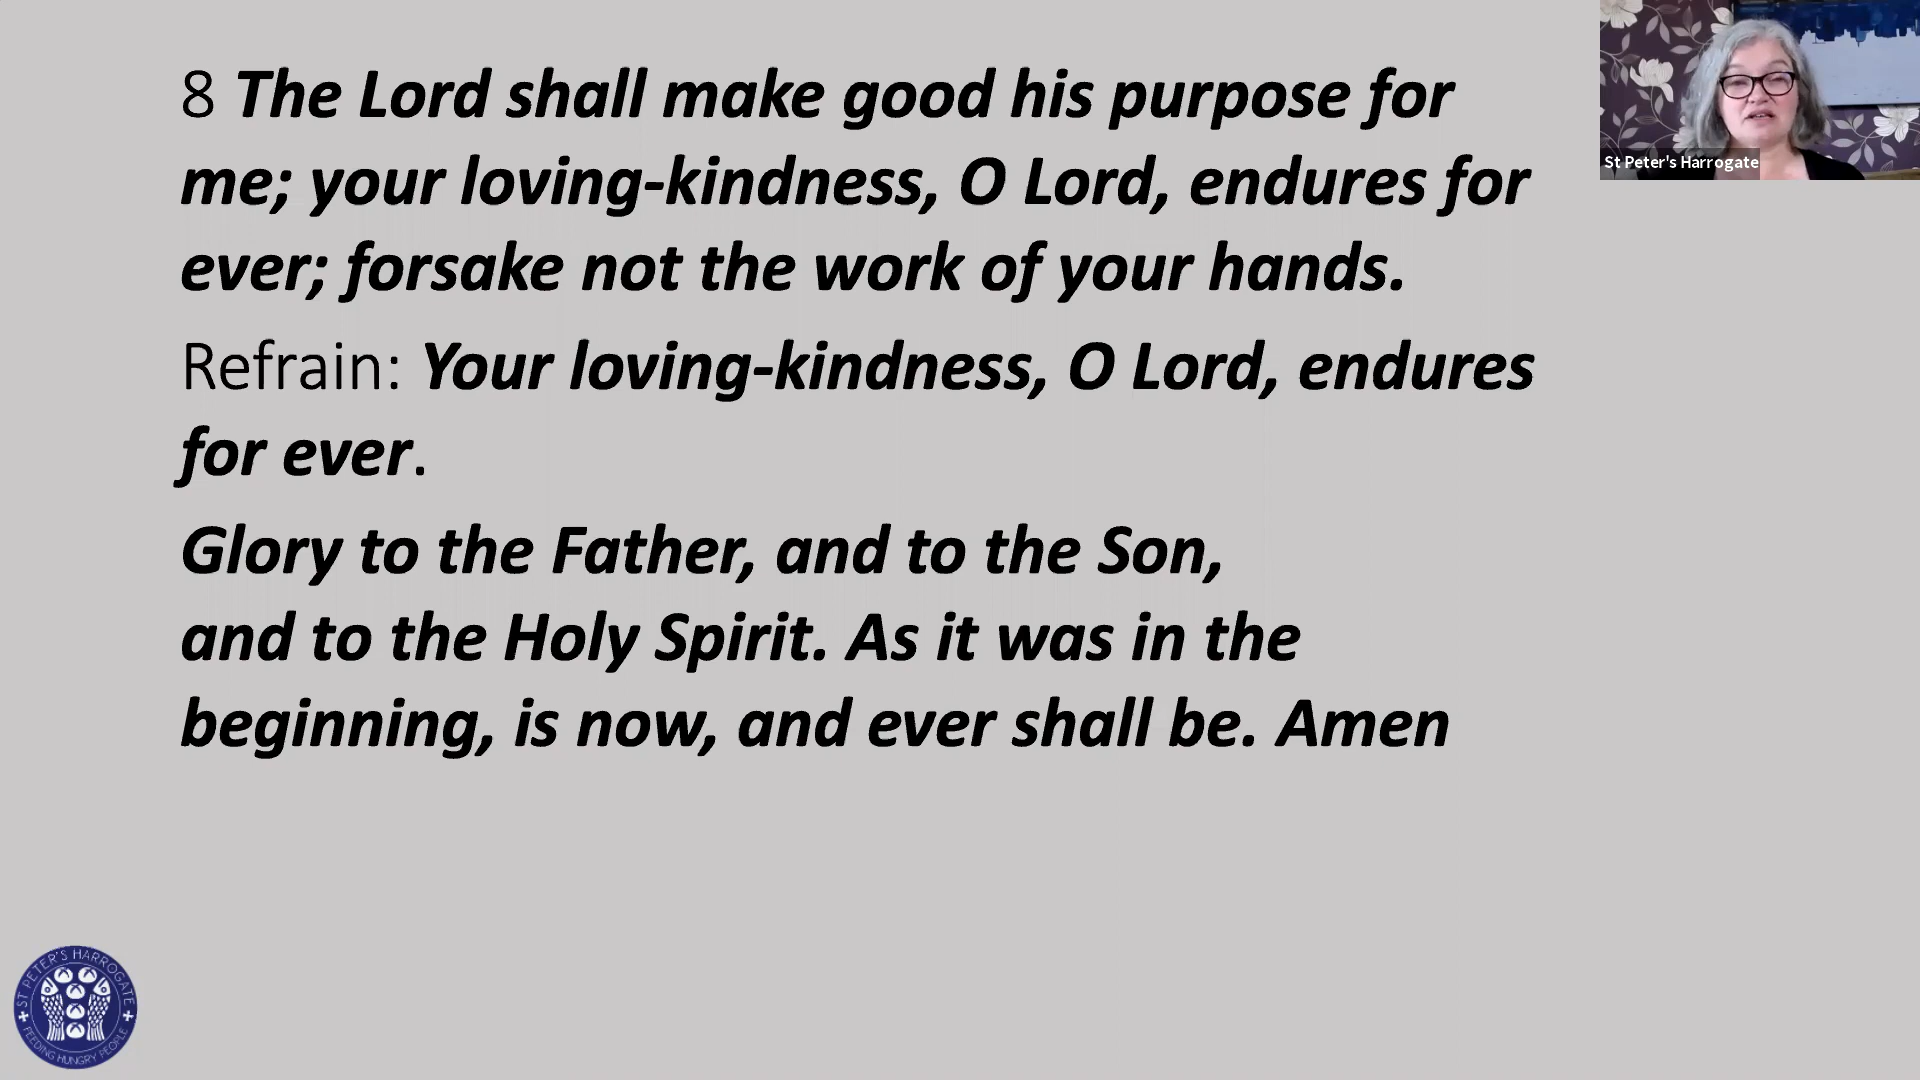 8 The Lord shall make good his purpose for
me; your loving-kindness, O Lord, endures for
ever; forsake not the work of your hands.
Refrain: Your loving-kindness, O Lord, endures
for ever.
Glory to the Father, and to the Son,
and to the Holy Spirit. As it was in the
beginning, is now, and ever shall be. Amen
St Peter's Harrogate
ST PETER'S HARROGATE
FEEDING HUNGRY PEOPLE